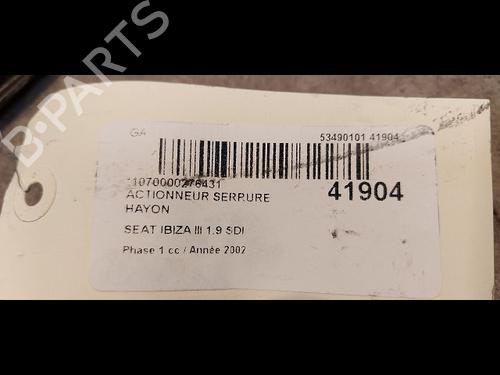 B-PARTS
GA
53490101 41904
41904
ACTIONNEUR SERRURE
HAYON
SEAT IBIZA III 1.9 SDI
Phase 1 cc / Année 2002